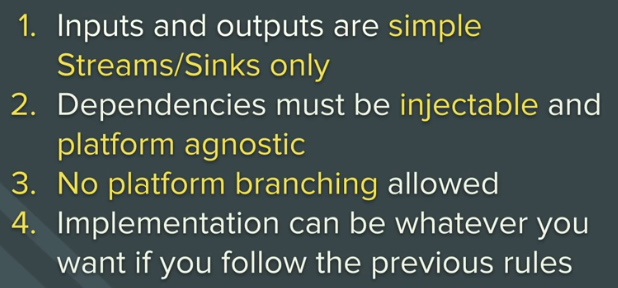 1. Inputs and outputs are simple
Streams/Sinks only
2. Dependencies must be injectable and
platform agnostic
3. No platform branching allowed
4. Implementation can be whatever you
want if you follow the previous rules